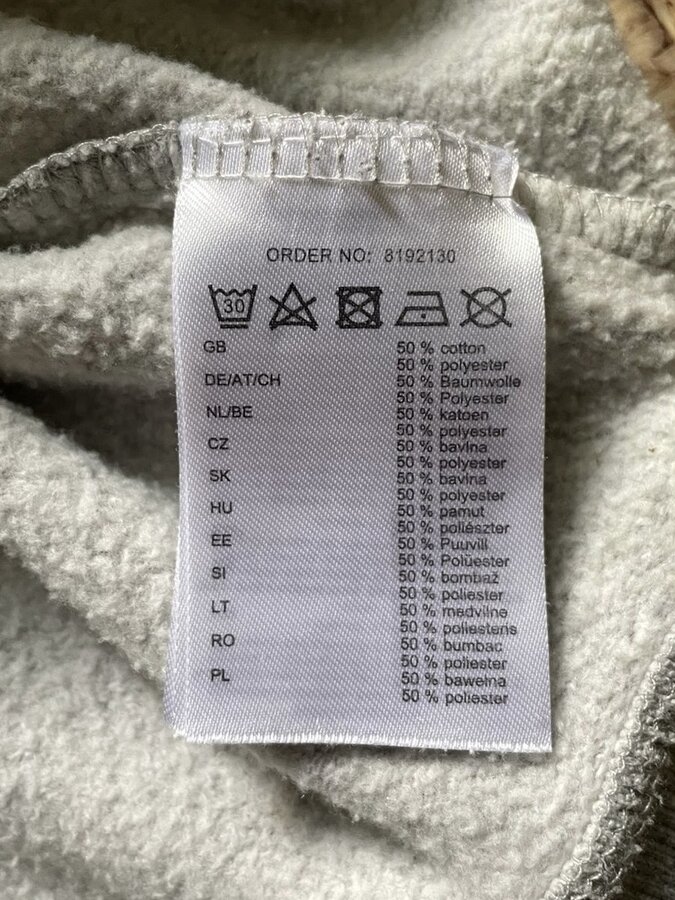 ORDER NO: 8192130
30
GB 50 % cotton
50 % polyester
DE/AT/CH 50 % Baumwolle
50 % Polyester
NL/BE 50 % katoen
50 % polyester
CZ 50 % bavlna
50 % polyester
SK 50 % bavlna
50 % polyester
HU 50 % pamut
50 % poliészter
EE 50 % Puuvill
50 % Polüester
SI 50 % bombaž
50 % poliester
LT 50 % medvilnė
50 % poliesteris
RO 50 % bumbac
50 % poliester
PL 50 % bawełna
50 % poliester